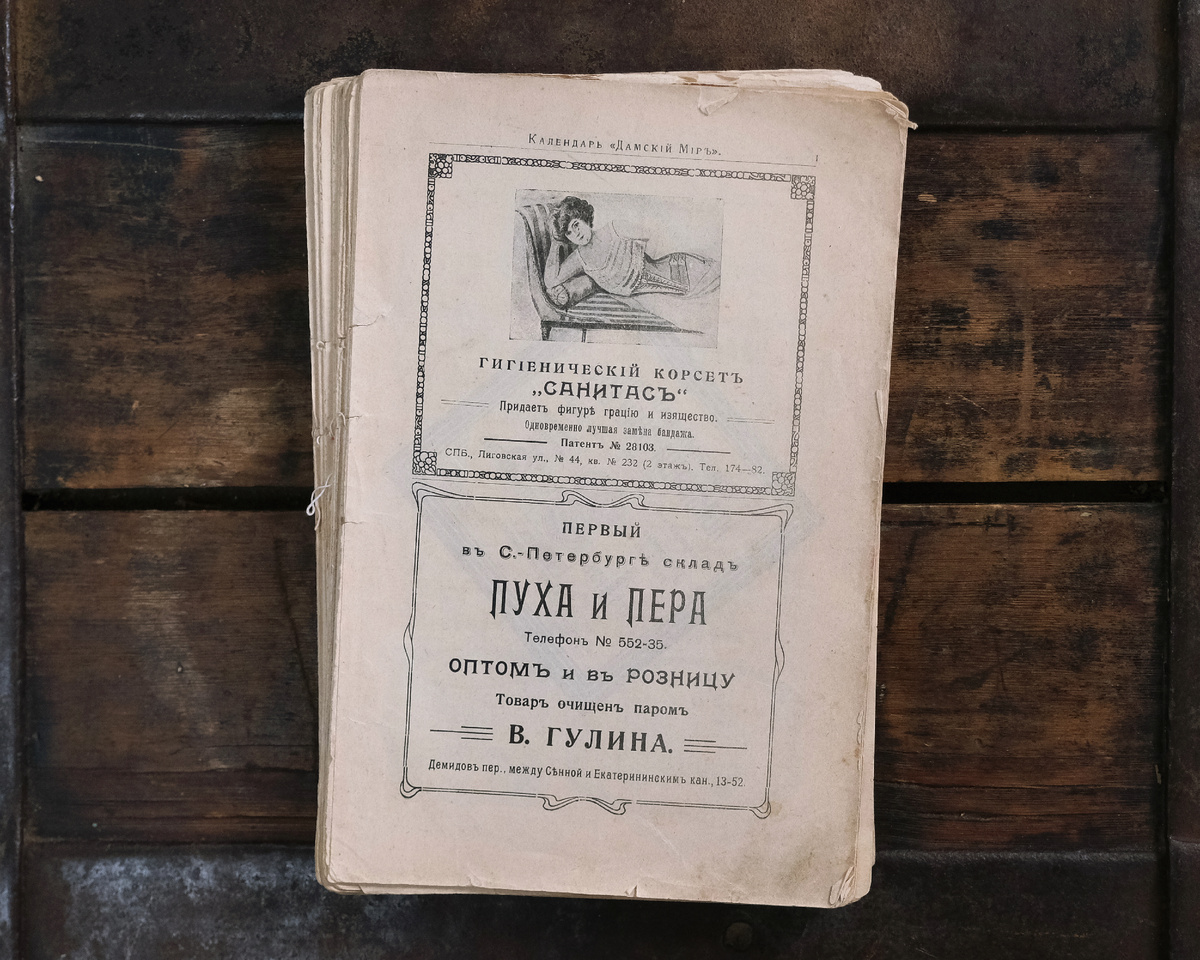 Календарь «Дамскій Міръ».
1
ГИГІЕНИЧЕСКІЙ КОРСЕТЪ
„САНИТАСЪ“
Придаетъ фигурѣ грацію и изящество.
Одновременно лучшая замѣна бандажа.
Патентъ № 28103.
СПБ., Лиговская ул., № 44, кв. № 232 (2 этажъ). Тел. 174—82.
ПЕРВЫЙ
въ С.-Петербургѣ складъ
ПУХА и ПЕРА
Телефонъ № 552-35.
ОПТОМЪ и въ РОЗНИЦУ
Товаръ очищен паромъ
В. ГУЛИНА.
Демидовъ пер., между Сѣнной и Екатерининскимъ кан., 13-52.